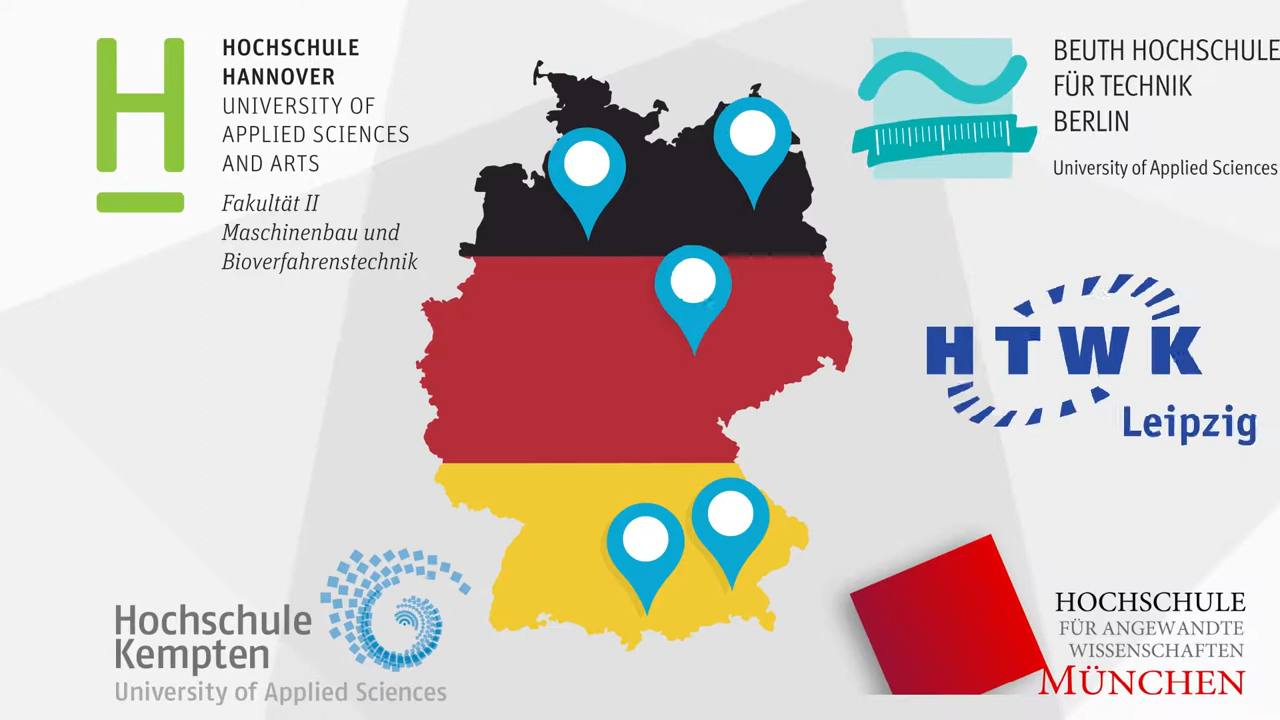 HOCHSCHULE
HANNOVER
UNIVERSITY OF
APPLIED SCIENCES
AND ARTS
Fakultät II
Maschinenbau und
Bioverfahrenstechnik
BEUTH HOCHSCHULE
FÜR TECHNIK
BERLIN
University of Applied Sciences
HTWK
Leipzig
Hochschule
Kempten
University of Applied Sciences
HOCHSCHULE
FÜR ANGEWANDTE
WISSENSCHAFTEN
MÜNCHEN